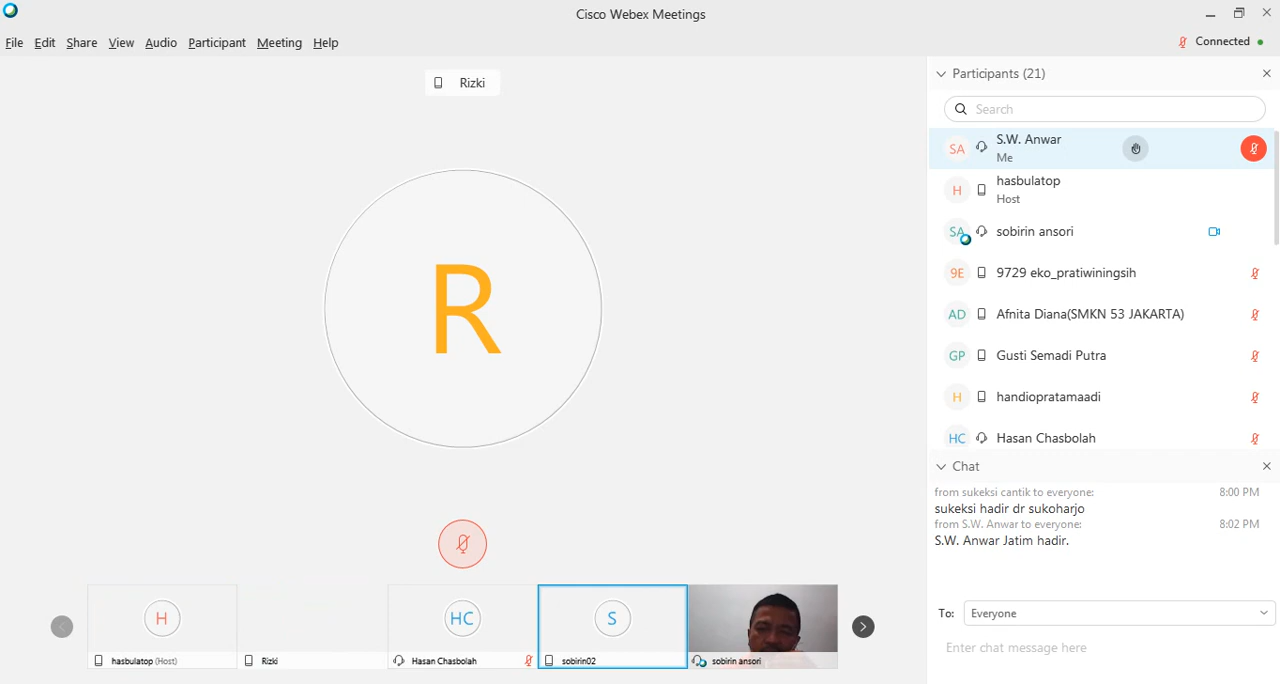 Cisco Webex Meetings
File Edit Share View Audio Participant Meeting Help
Connected
Rizki
R
Participants (21)
Search
SA
S.W. Anwar
Me
H
hasbulatop
Host
SA
sobirin ansori
9E
9729 eko_pratiwiningsih
AD
Afnita Diana(SMKN 53 JAKARTA)
GP
Gusti Semadi Putra
H
handiopratamaadi
HC
Hasan Chasbolah
Chat
from sukeksi cantik to everyone: 8:00 PM
sukeksi hadir dr sukoharjo
from S.W. Anwar to everyone: 8:02 PM
S.W. Anwar Jatim hadir.
To: Everyone
Enter chat message here
H
hasbulatop (Host)
Rizki
HC
Hasan Chasbolah
S
sobirin02
sobirin ansori